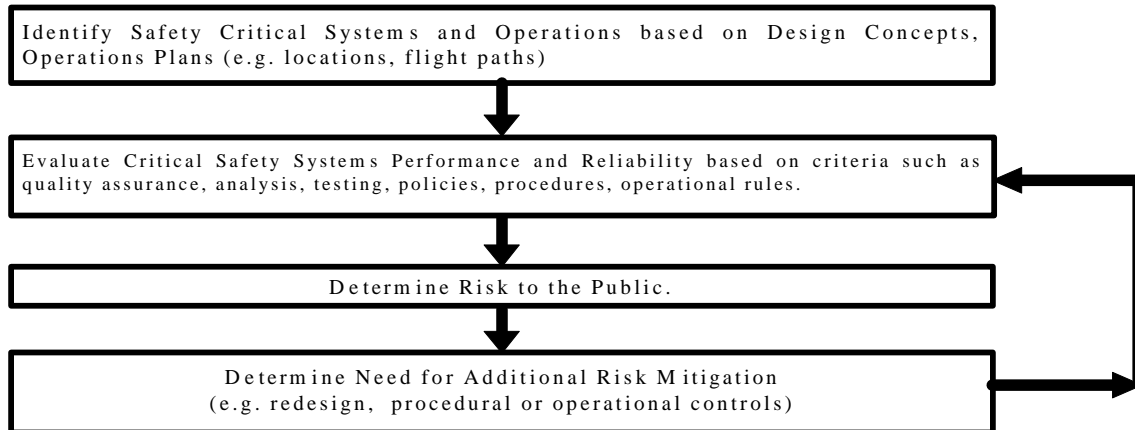 Identify Safety Critical Systems and Operations based on Design Concepts,
Operations Plans (e.g. locations, flight paths)
Evaluate Critical Safety Systems Performance and Reliability based on criteria such as
quality assurance, analysis, testing, policies, procedures, operational rules.
Determine Risk to the Public.
Determine Need for Additional Risk Mitigation
(e.g. redesign, procedural or operational controls)